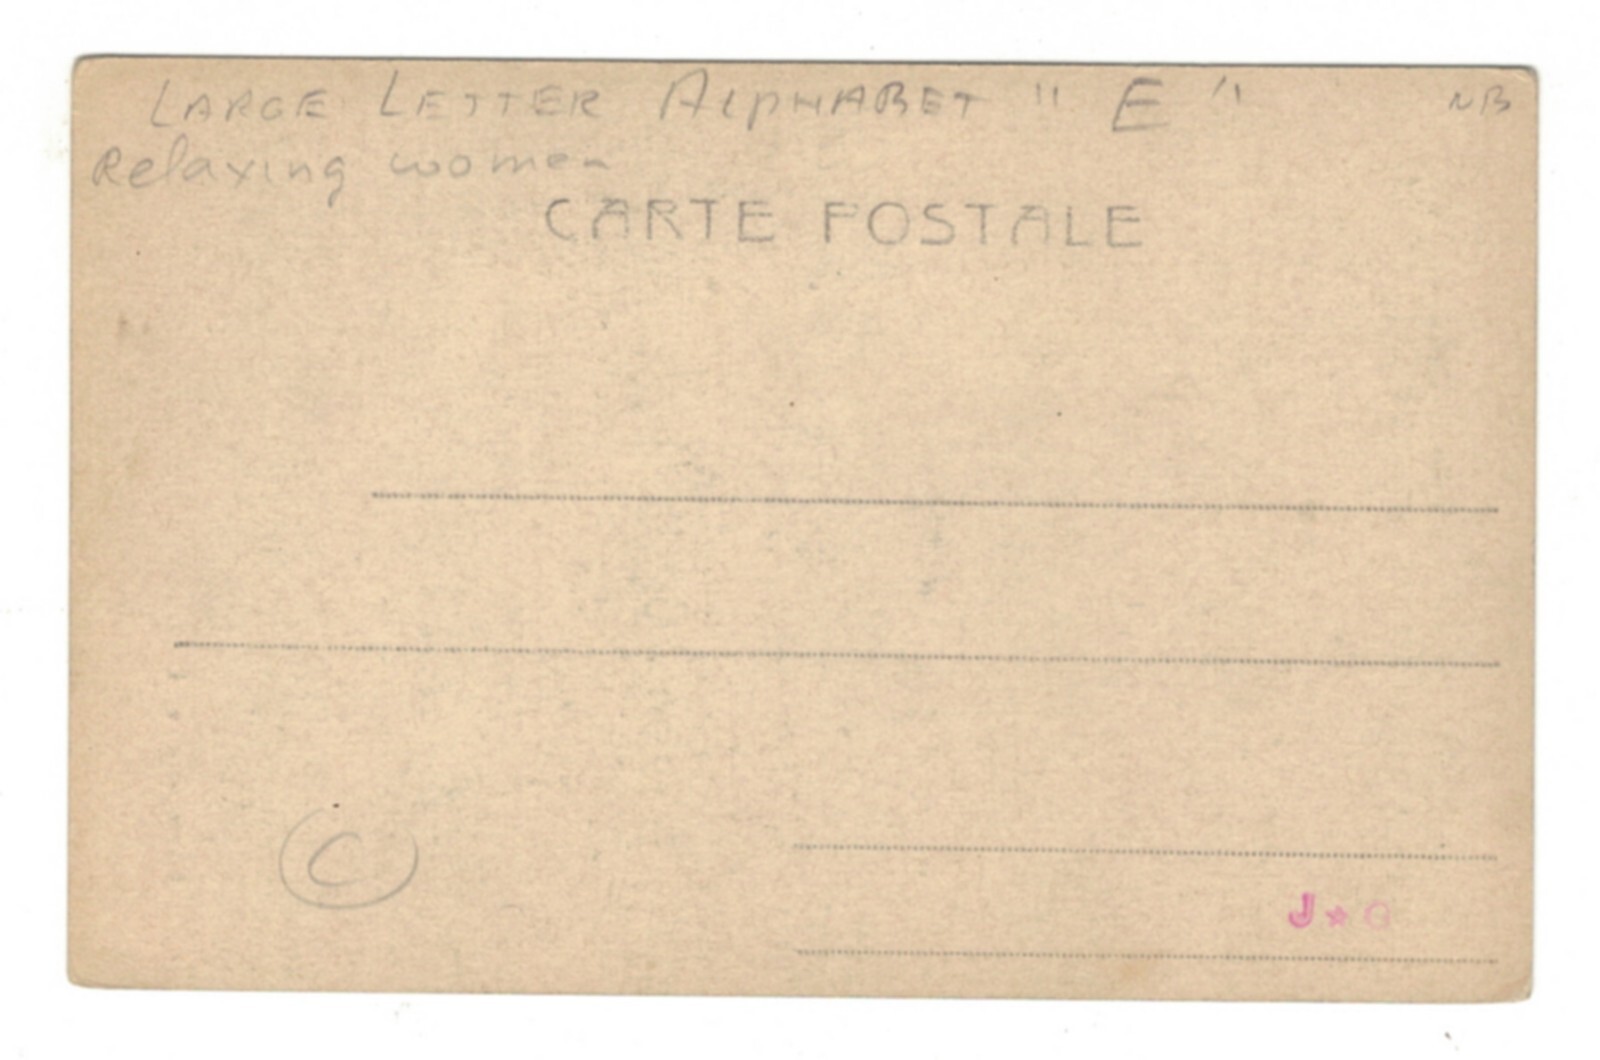 LARGE LETTER ALPHABET "E" NB
Relaxing women
CARTE POSTALE
C
J★G